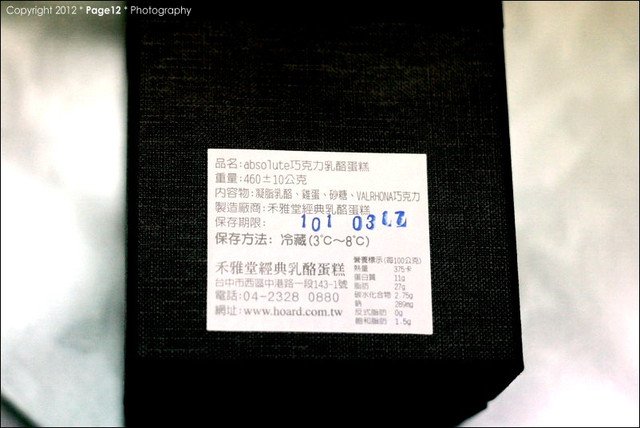 Copyright 2012 * Page12 * Photography
品名:absolute巧克力乳酪蛋糕
重量:460±10公克
內容物:凝脂乳酪、雞蛋、砂糖、VALRHONA巧克力
製造廠商:禾雅堂經典乳酪蛋糕
保存期限: 101 03
保存方法: 冷藏(3℃～8℃)
禾雅堂經典乳酪蛋糕
台中市西區中港路一段143-1號
電話:04-2328 0880
網址:www.hoard.com.tw
營養標示(每100公克)
熱量 375卡
蛋白質 11g
脂肪 27g
碳水化合物 2.75g
鈉 289mg
反式脂肪 0g
飽和脂肪 1.5g